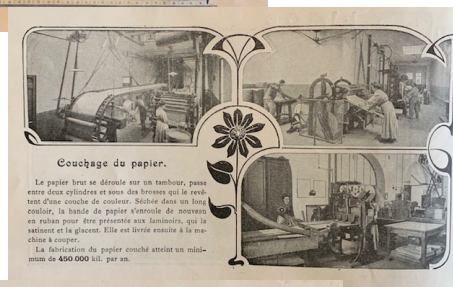 Couchage du papier.
Le papier brut se déroule sur un tambour, passe
entre deux cylindres et sous des brosses qui le revê-
tent d'une couche de couleur. Séchée dans un long
couloir, la bande de papier s'enroule de nouveau
en ruban pour être présentée aux laminoirs, qui la
satinent et la glacent. Elle est livrée ensuite à la ma-
chine à couper.
La fabrication du papier couché atteint un mini-
mum de 450.000 kil. par an.